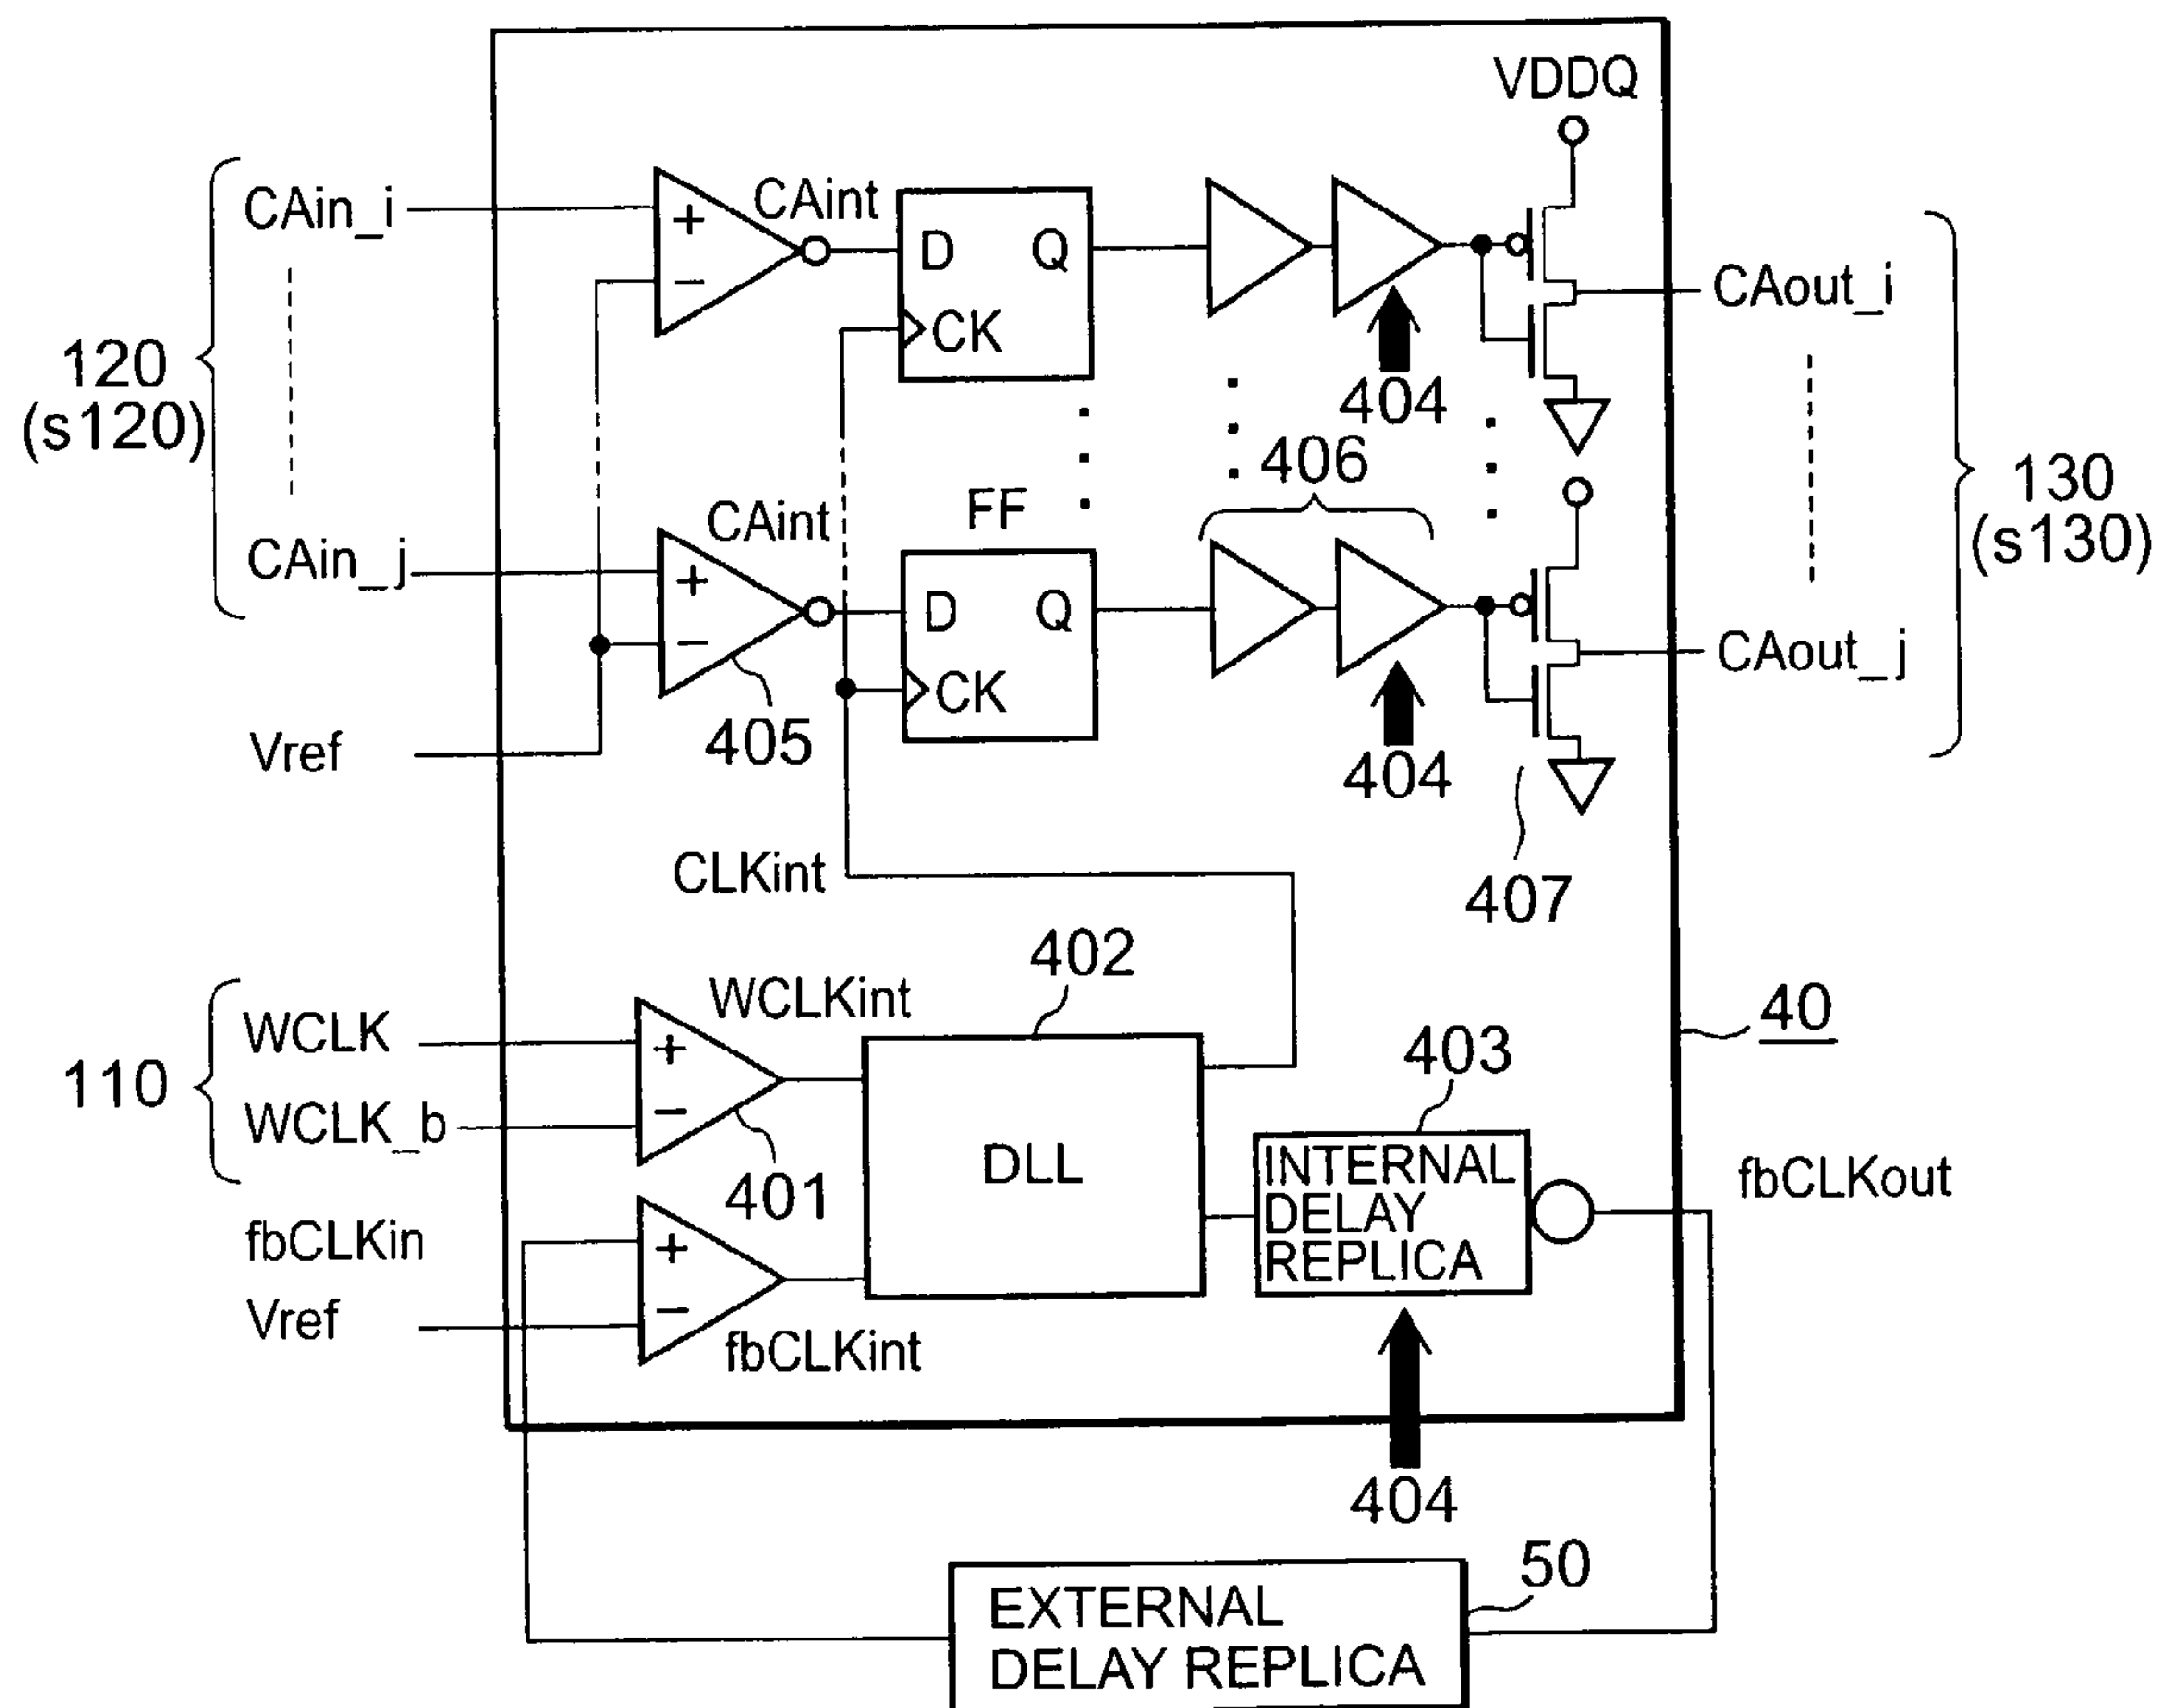 VDDQ
CAin_i
+
−
CAint
D
Q
CK
404
CAout_i
120
(s120)
130
(s130)
406
FF
CAint
CAin_j
+
−
D
Q
CK
405
404
CAout_j
Vref
407
CLKint
402
WCLKint
40
110
WCLK
+
WCLK_b
−
401
DLL
403
INTERNAL
DELAY
REPLICA
fbCLKout
fbCLKin
+
Vref
−
fbCLKint
404
50
EXTERNAL
DELAY REPLICA